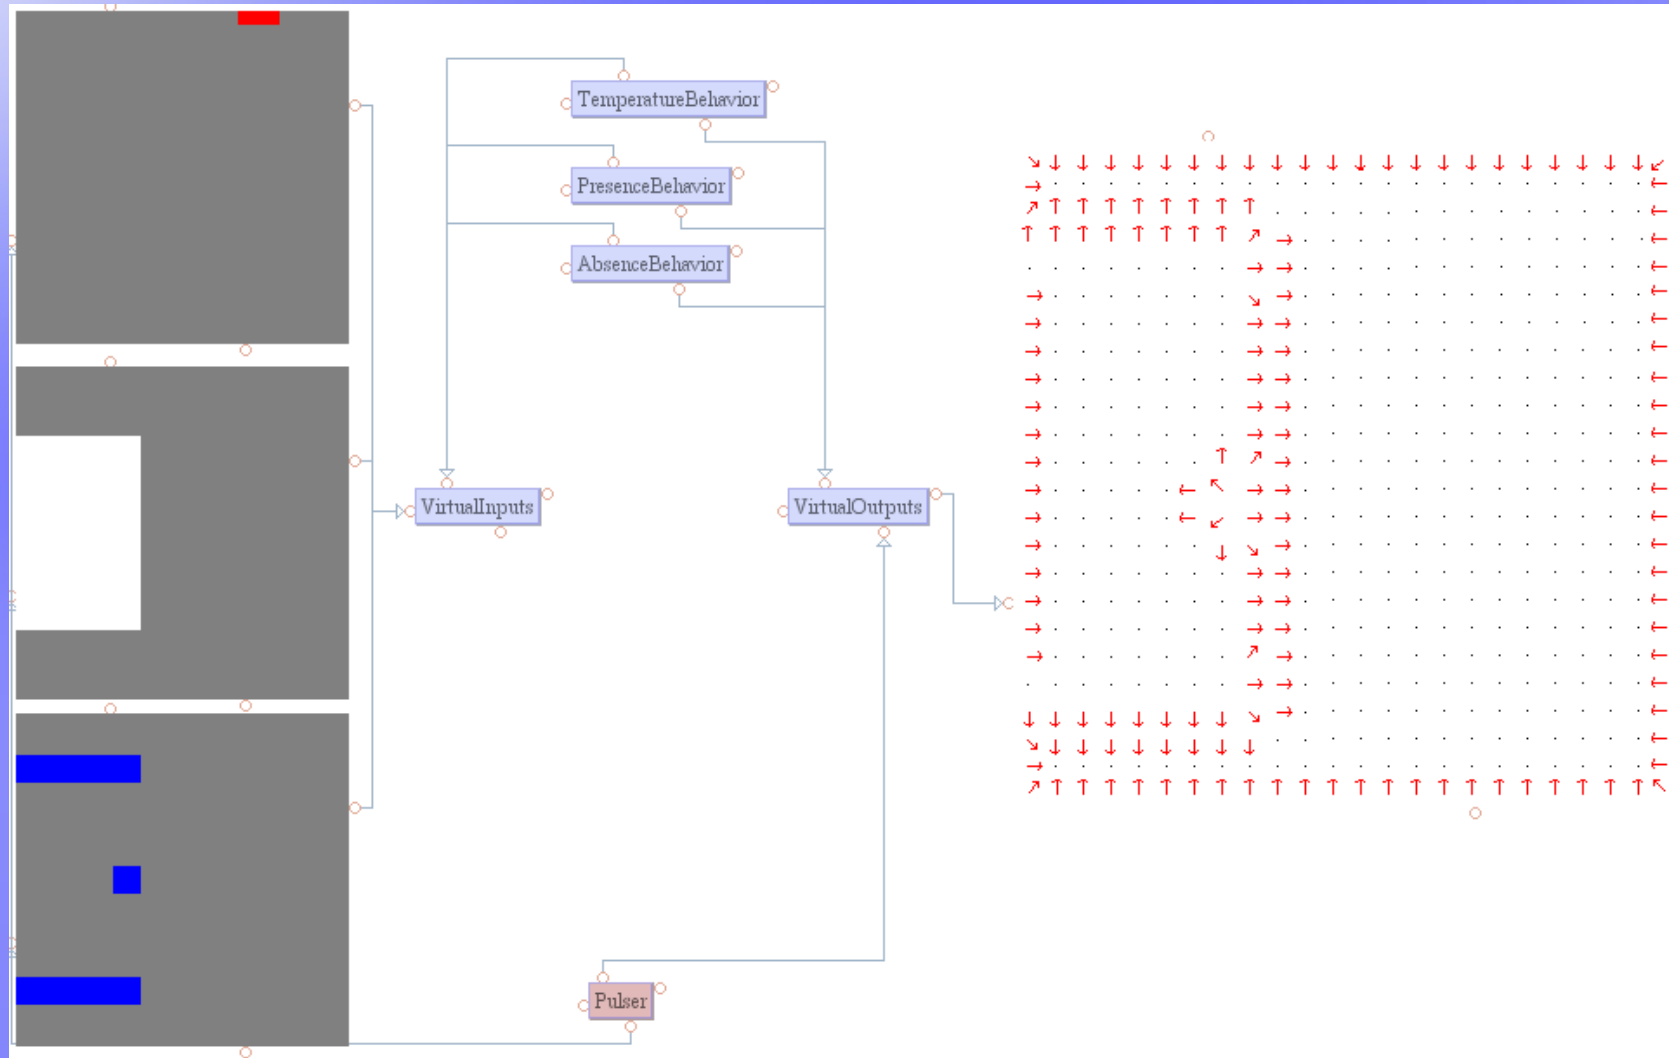 TemperatureBehavior
PresenceBehavior
AbsenceBehavior
VirtualInputs
VirtualOutputs
Pulser